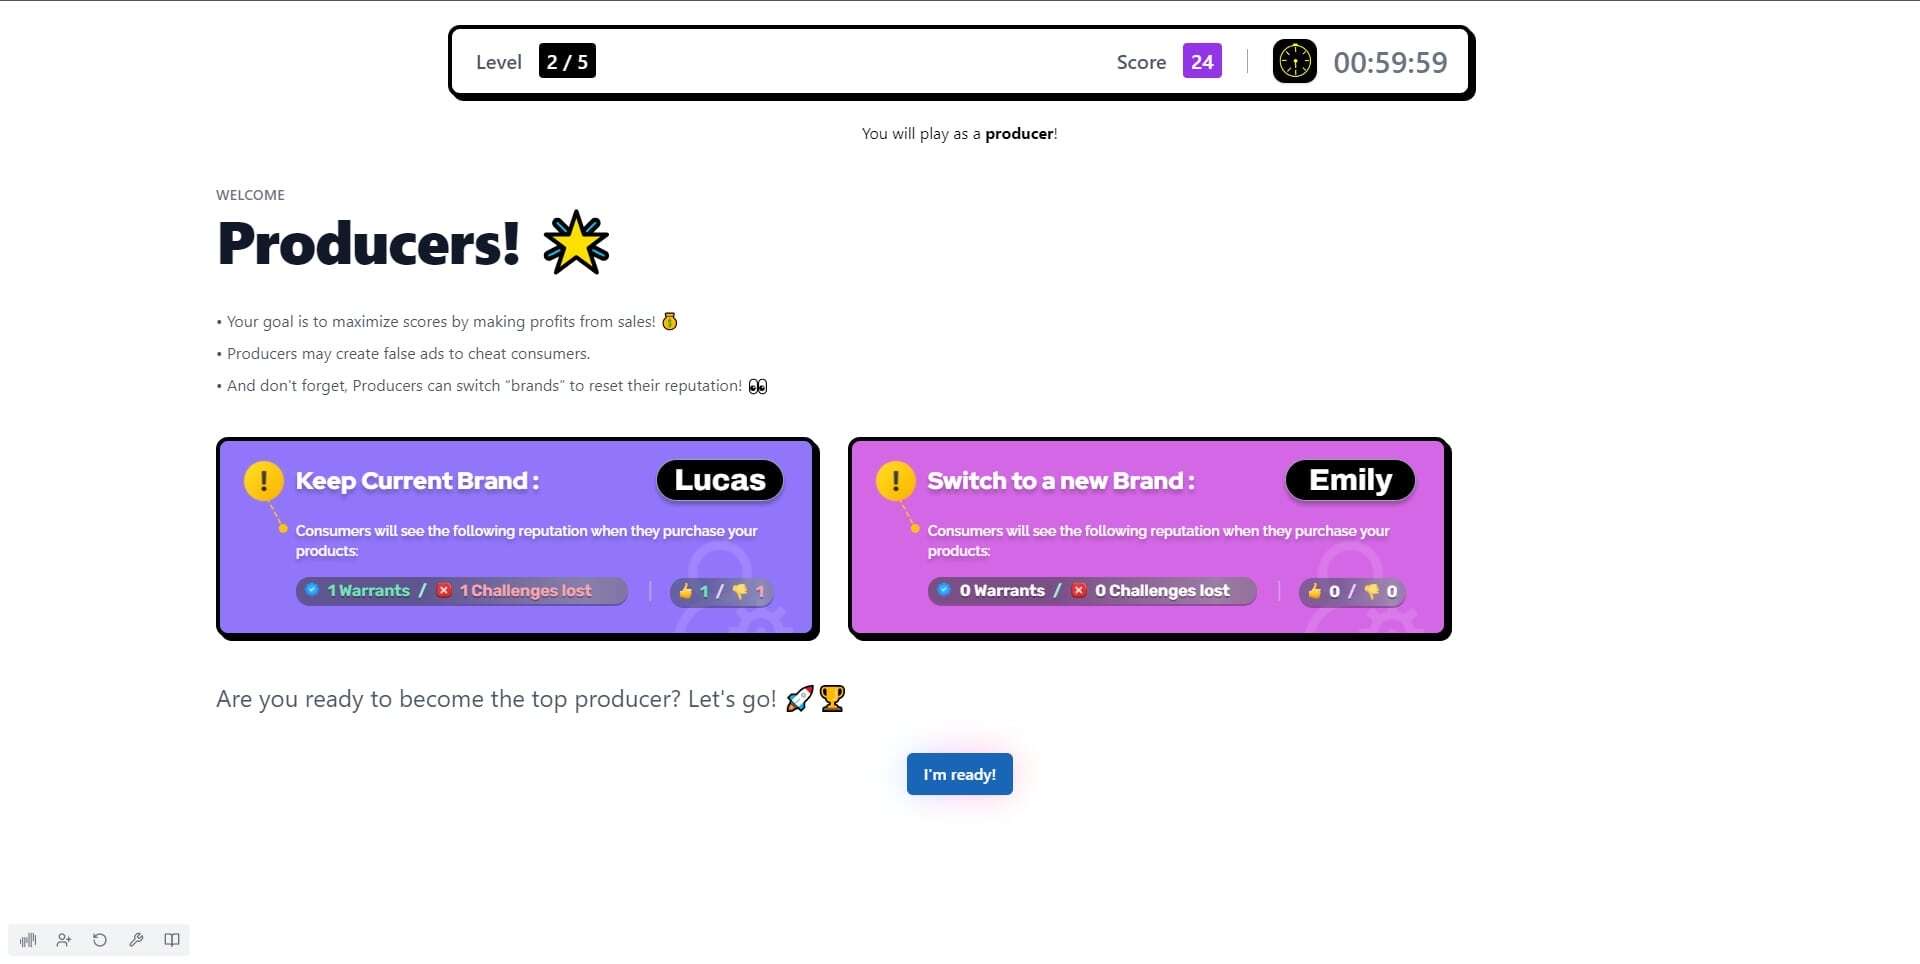 Level 2 / 5 Score 24 00:59:59
You will play as a producer!
WELCOME
Producers!
• Your goal is to maximize scores by making profits from sales!
• Producers may create false ads to cheat consumers.
• And don't forget, Producers can switch “brands” to reset their reputation!
! Keep Current Brand : Lucas
Consumers will see the following reputation when they purchase your
products:
1 Warrants / 1 Challenges lost | 1 / 1
! Switch to a new Brand : Emily
Consumers will see the following reputation when they purchase your
products:
0 Warrants / 0 Challenges lost | 0 / 0
Are you ready to become the top producer? Let's go!
I'm ready!